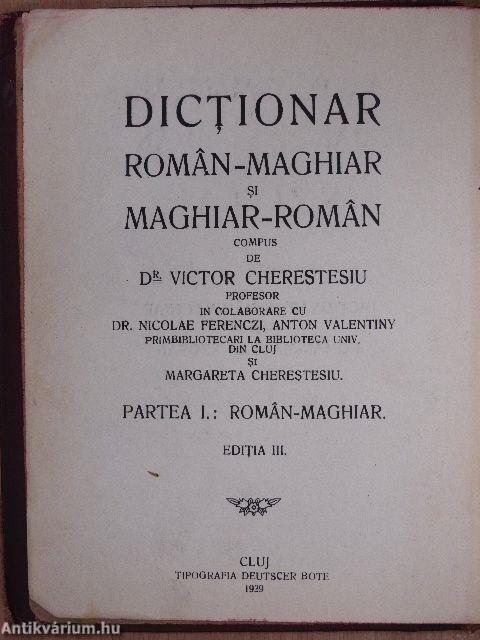 DICȚIONAR
ROMÂN-MAGHIAR
ȘI
MAGHIAR-ROMÂN
COMPUS
DE
DR. VICTOR CHERESTESIU
PROFESOR
IN COLABORARE CU
DR. NICOLAE FERENCZI, ANTON VALENTINY
PRIMBIBLIOTECARI LA BIBLIOTECA UNIV.
DIN CLUJ
ȘI
MARGARETA CHEREȘTEȘIU.
PARTEA I.: ROMÂN-MAGHIAR.
EDIȚIA III.
CLUJ
TIPOGRAFIA DEUTSCER BOTE
1929
Antikvárium.hu